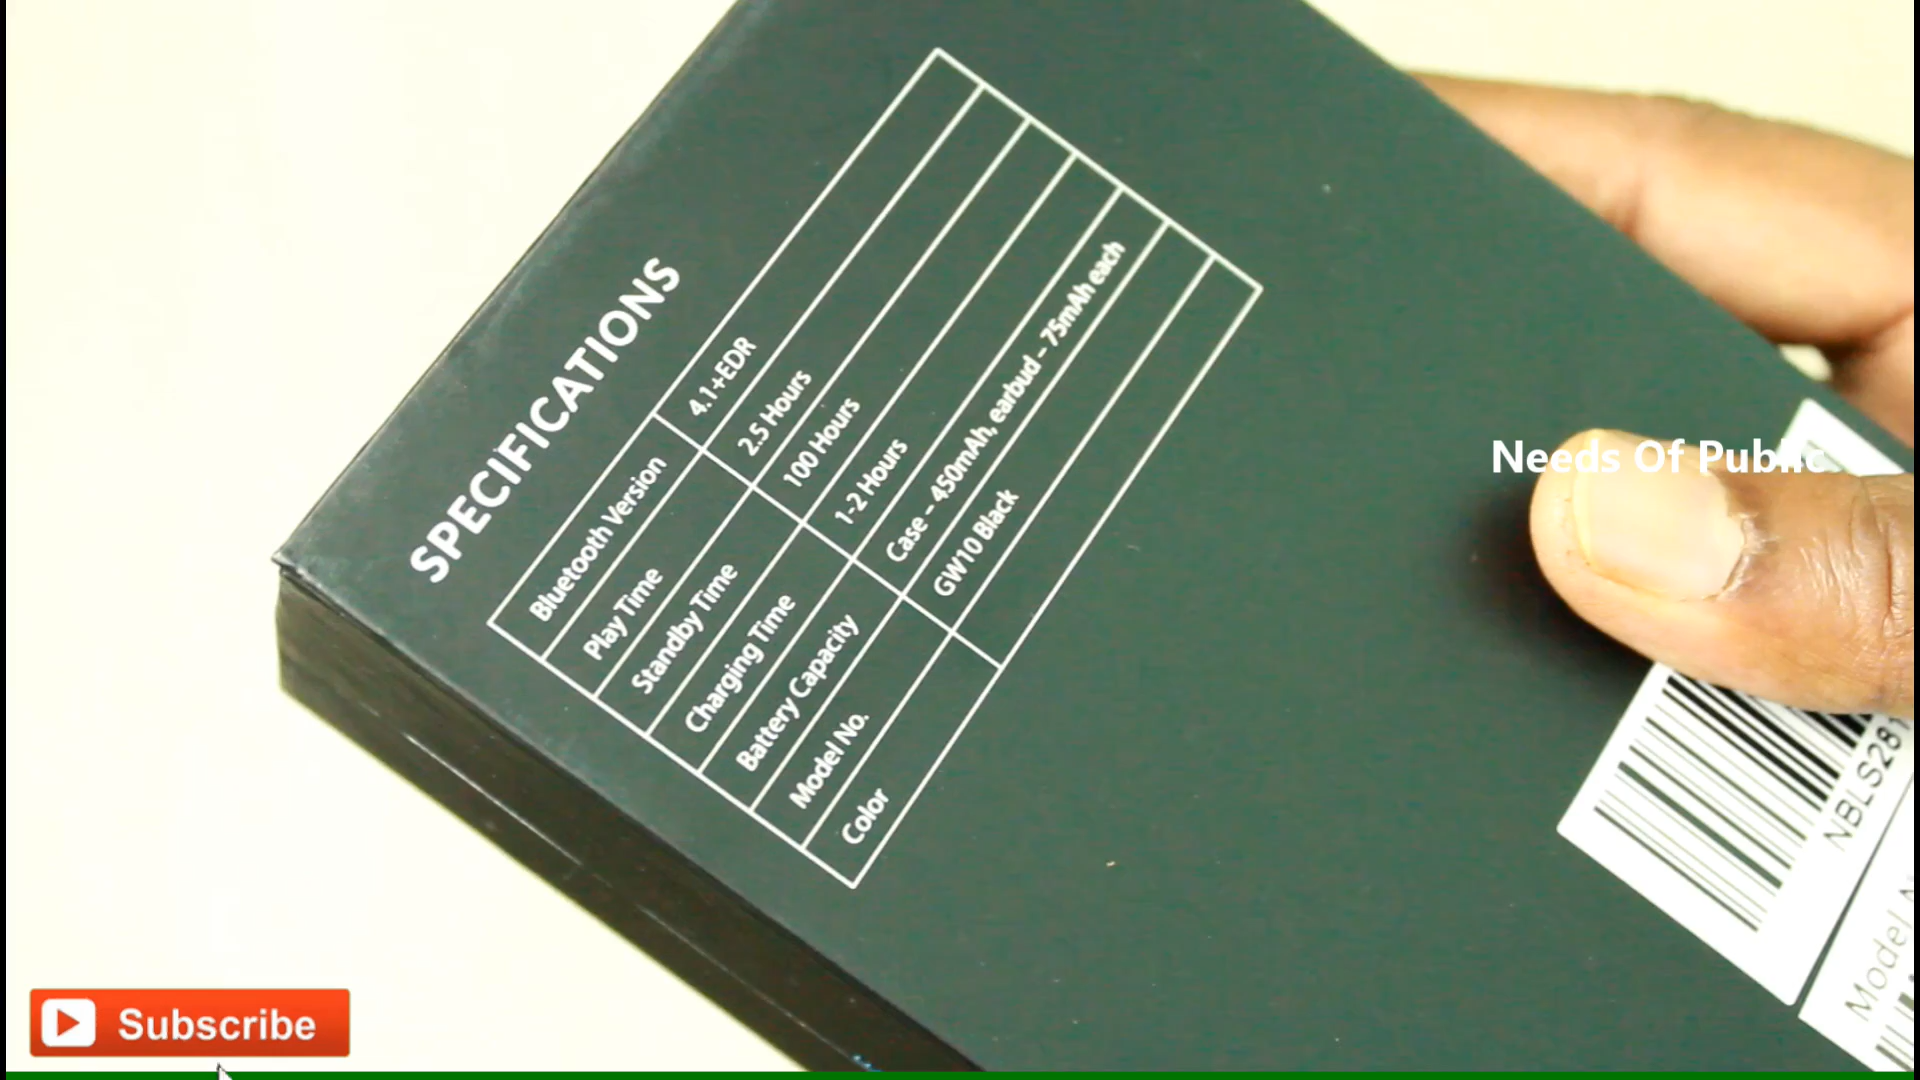 SPECIFICATIONS
Bluetooth Version 4.1+EDR
Play Time 2.5 Hours
Standby Time 100 Hours
Charging Time 1-2 Hours
Battery Capacity Case – 450mAh, earbud – 75mAh each
Model No. GW10 Black
Color
Needs Of Public
Model
Subscribe